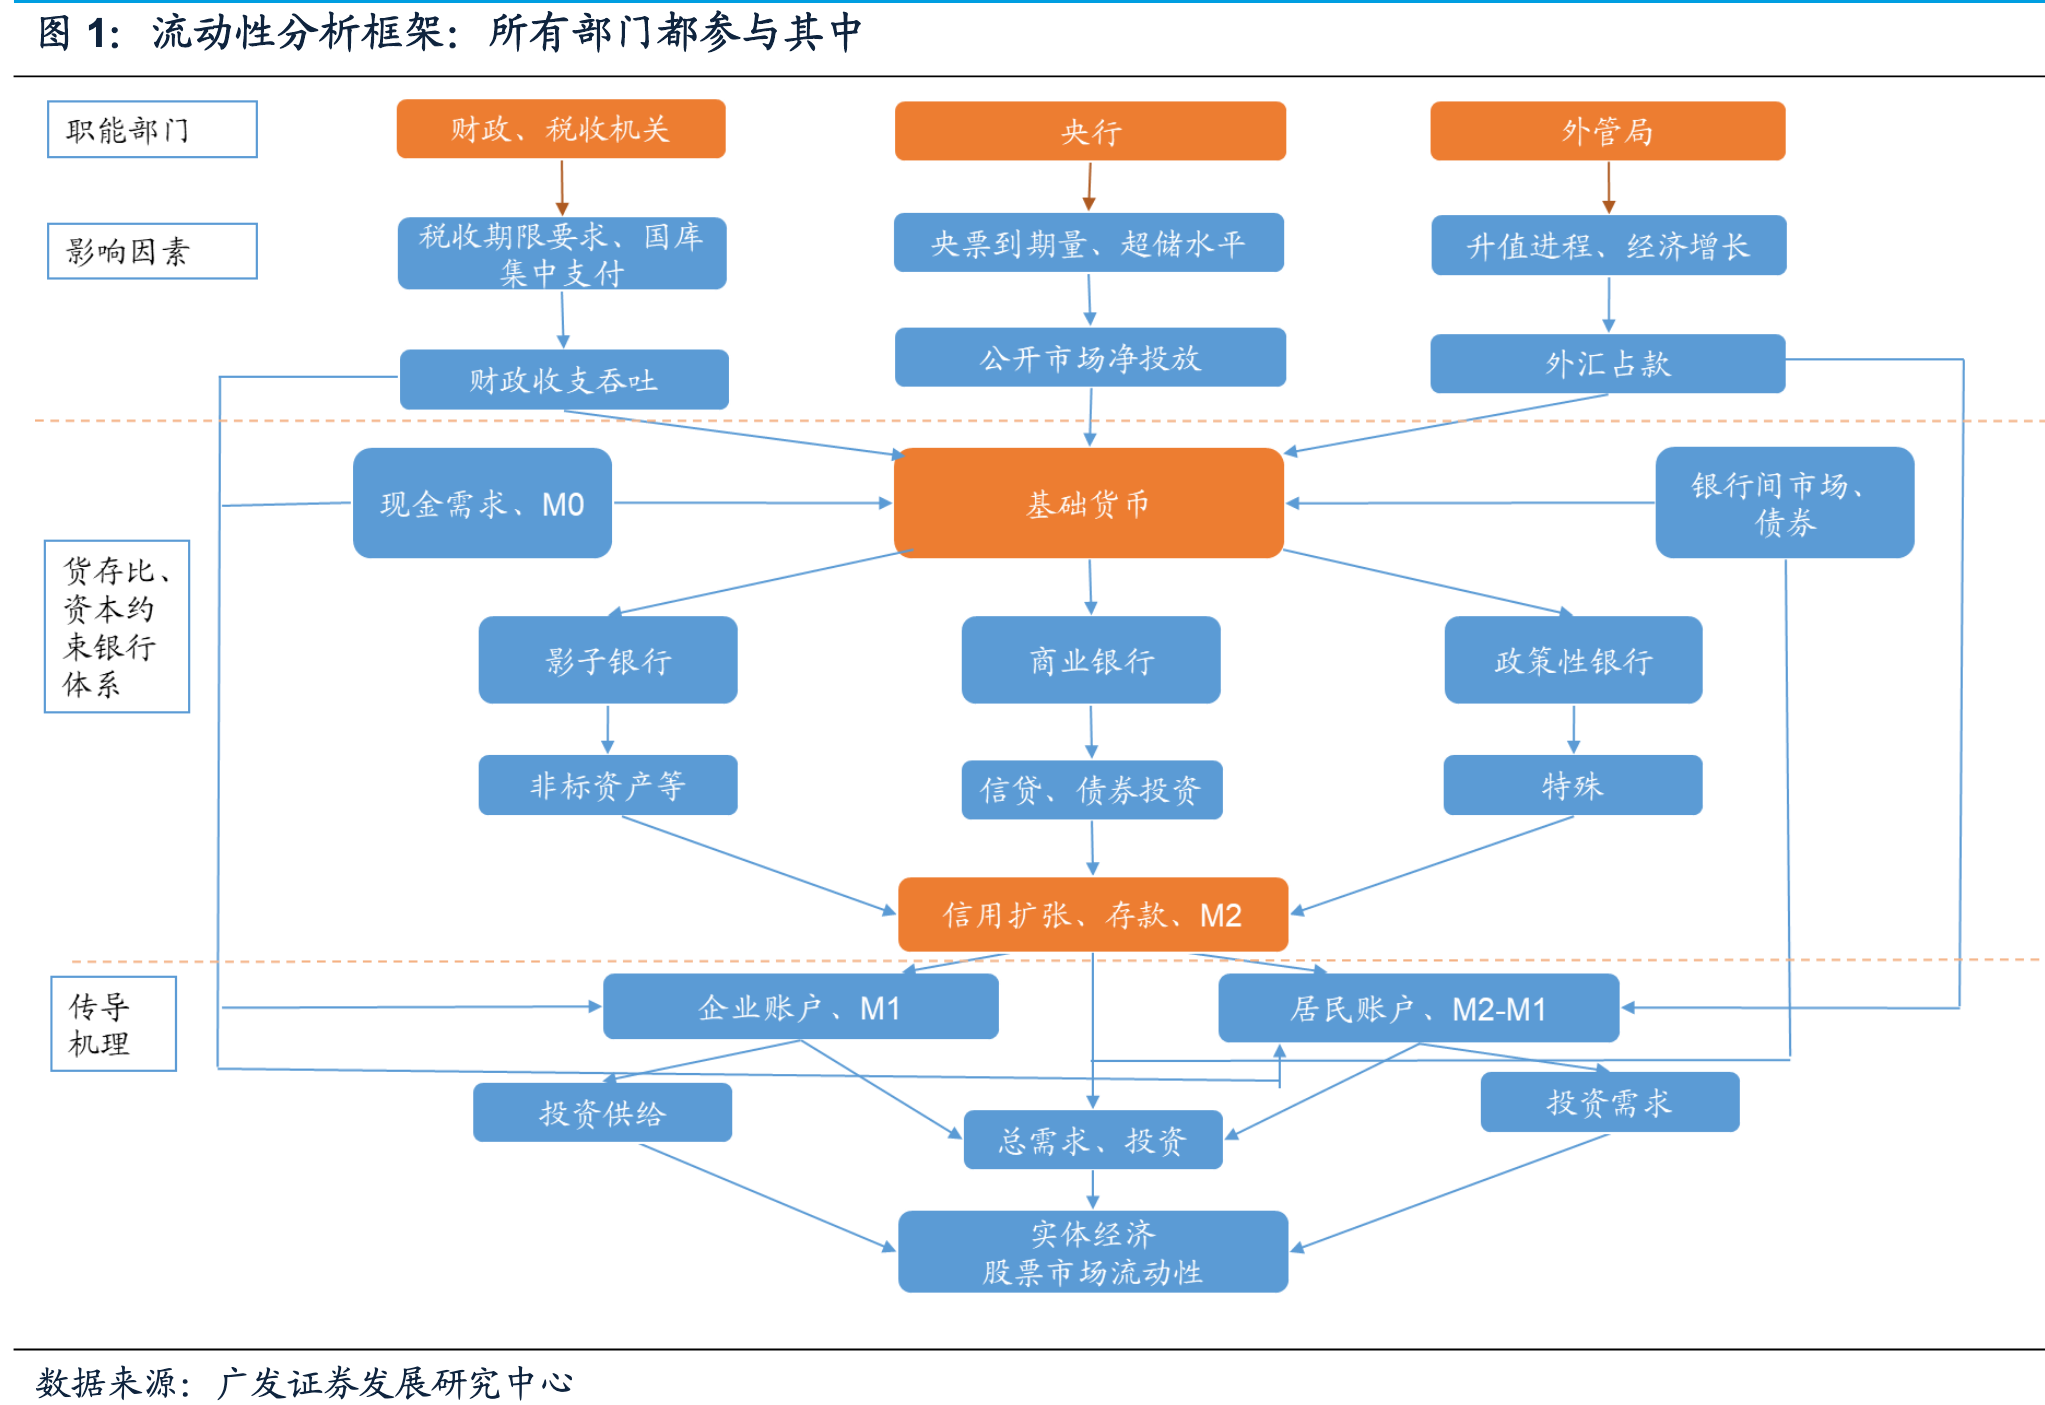 图 1：流动性分析框架：所有部门都参与其中
职能部门
财政、税收机关
央行
外管局
影响因素
税收期限要求、国库
集中支付
央票到期量、超储水平
升值进程、经济增长
财政收支吞吐
公开市场净投放
外汇占款
现金需求、M0
基础货币
银行间市场、
债券
货存比、
资本约
束银行
体系
影子银行
商业银行
政策性银行
非标资产等
信贷、债券投资
特殊
信用扩张、存款、M2
传导
机理
企业账户、M1
居民账户、M2-M1
投资供给
总需求、投资
投资需求
实体经济
股票市场流动性
数据来源：广发证券发展研究中心